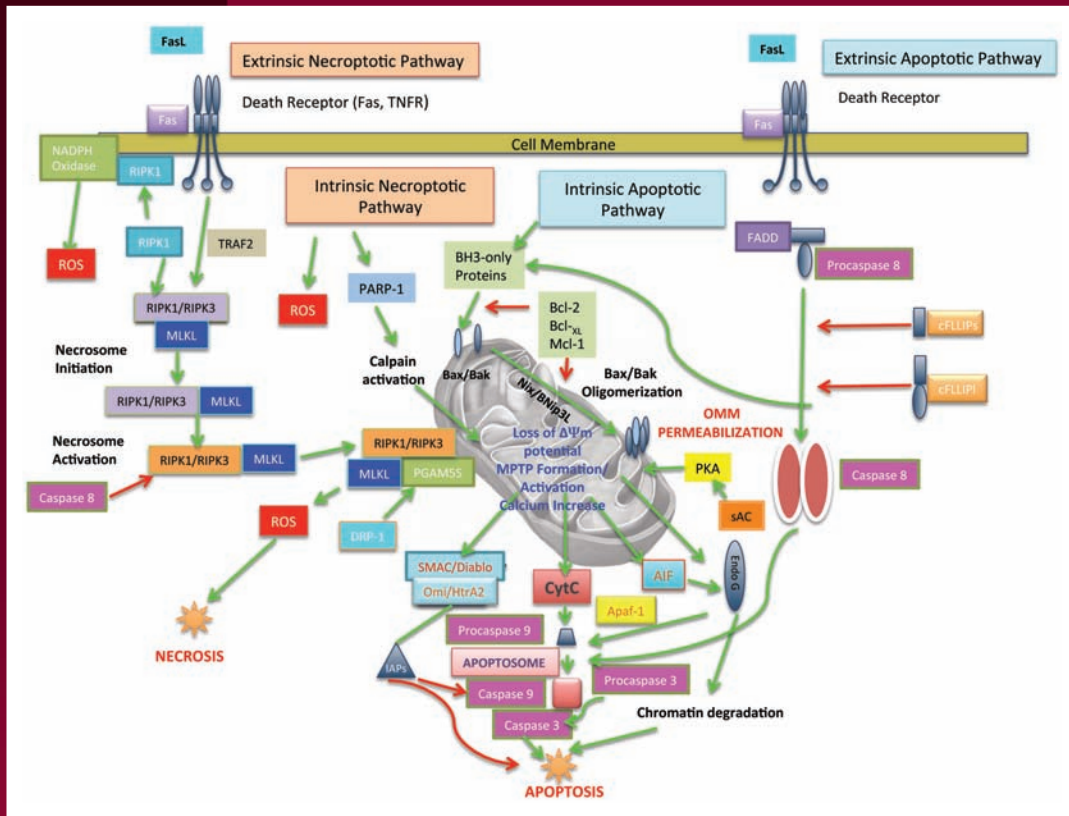 FasL
Extrinsic Necroptotic Pathway
Death Receptor (Fas, TNFR)
FasL
Extrinsic Apoptotic Pathway
Death Receptor
Fas
Fas
Cell Membrane
NADPH
Oxidase
RIPK1
Intrinsic Necroptotic
Pathway
Intrinsic Apoptotic
Pathway
RIPK1
TRAF2
ROS
FADD
Procaspase 8
BH3-only
Proteins
PARP-1
ROS
RIPK1/RIPK3
MLKL
Bcl-2
Bcl-XL
Mcl-1
cFLLIPs
Necrosome
Initiation
Calpain
activation
Bax/Bak
Nix/BNip3L
Bax/Bak
Oligomerization
cFLLIPl
RIPK1/RIPK3
MLKL
OMM
PERMEABILIZATION
Necrosome
Activation
RIPK1/RIPK3
MLKL
RIPK1/RIPK3
MLKL
PGAM5S
Loss of ΔΨm
potential
MPTP Formation/
Activation
Calcium Increase
PKA
Caspase 8
Caspase 8
sAC
ROS
DRP-1
SMAC/Diablo
Omi/HtrA2
CytC
AIF
Endo G
Apaf-1
Procaspase 9
NECROSIS
IAPs
APOPTOSOME
Procaspase 3
Caspase 9
Caspase 3
Chromatin degradation
APOPTOSIS